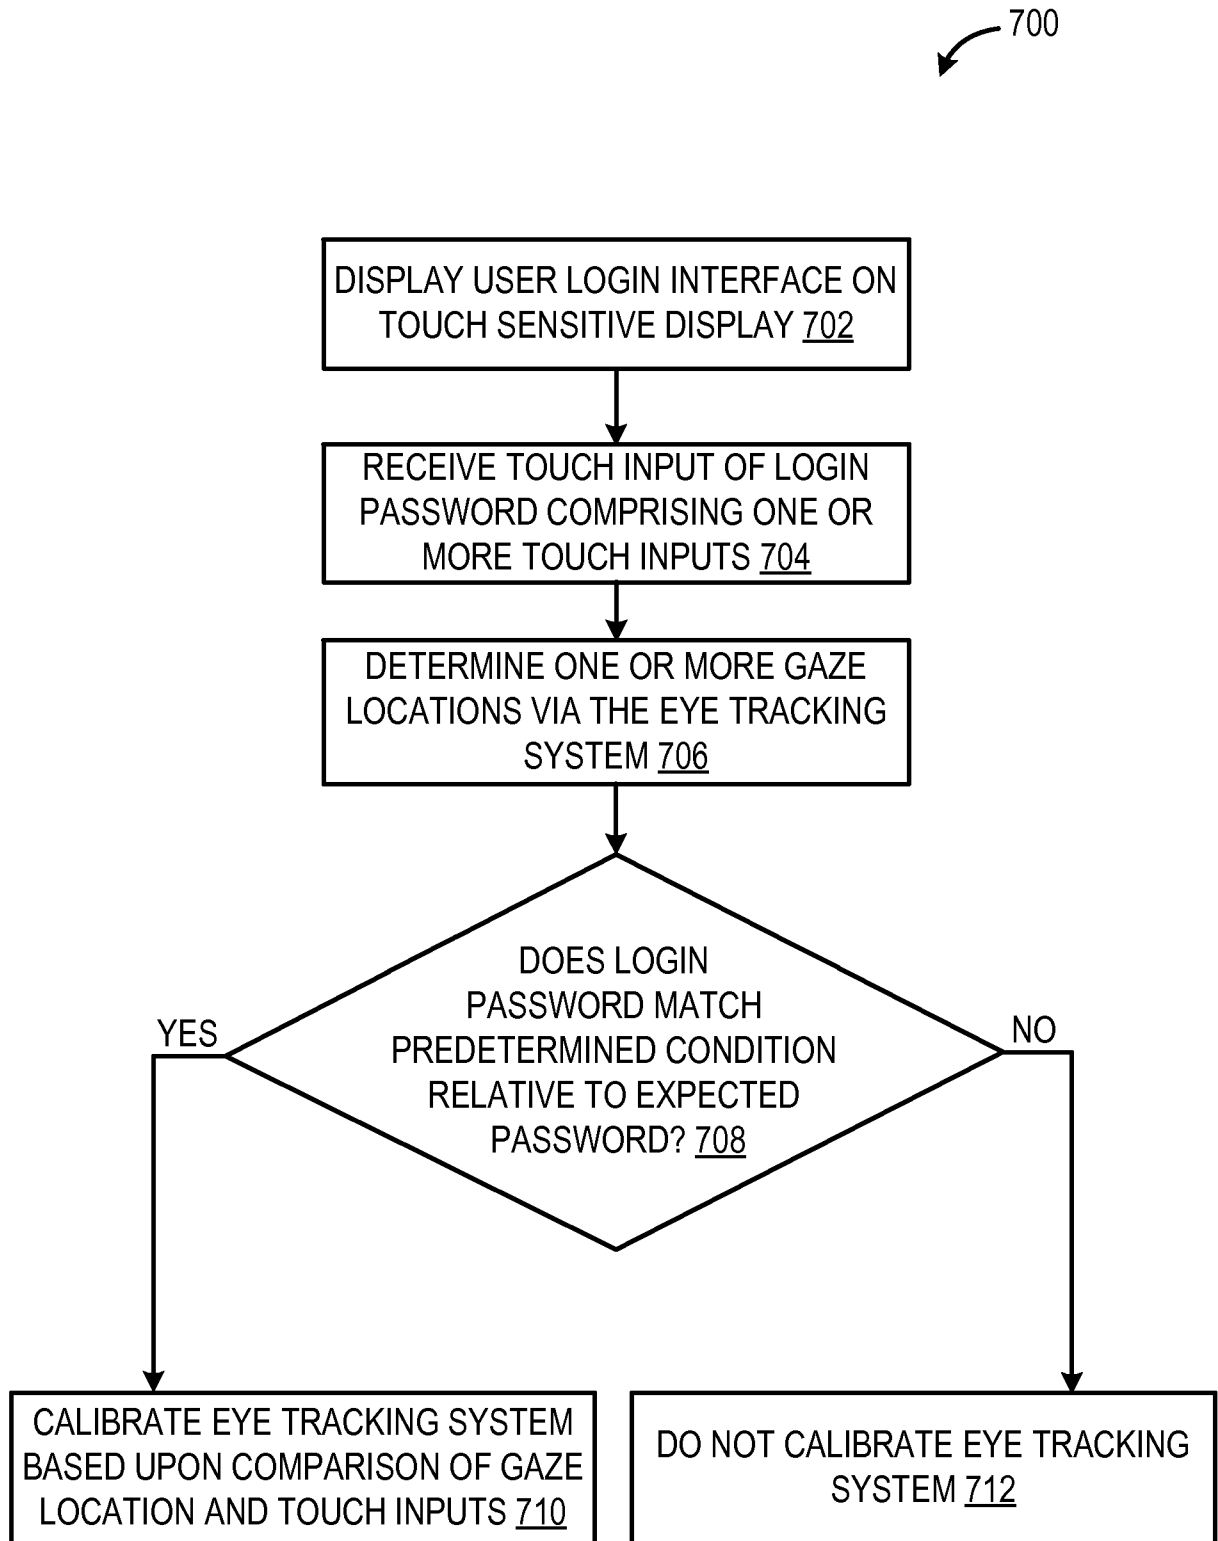 700
DISPLAY USER LOGIN INTERFACE ON
TOUCH SENSITIVE DISPLAY 702
RECEIVE TOUCH INPUT OF LOGIN
PASSWORD COMPRISING ONE OR
MORE TOUCH INPUTS 704
DETERMINE ONE OR MORE GAZE
LOCATIONS VIA THE EYE TRACKING
SYSTEM 706
DOES LOGIN
PASSWORD MATCH
PREDETERMINED CONDITION
RELATIVE TO EXPECTED
PASSWORD? 708
YES
NO
CALIBRATE EYE TRACKING SYSTEM
BASED UPON COMPARISON OF GAZE
LOCATION AND TOUCH INPUTS 710
DO NOT CALIBRATE EYE TRACKING
SYSTEM 712